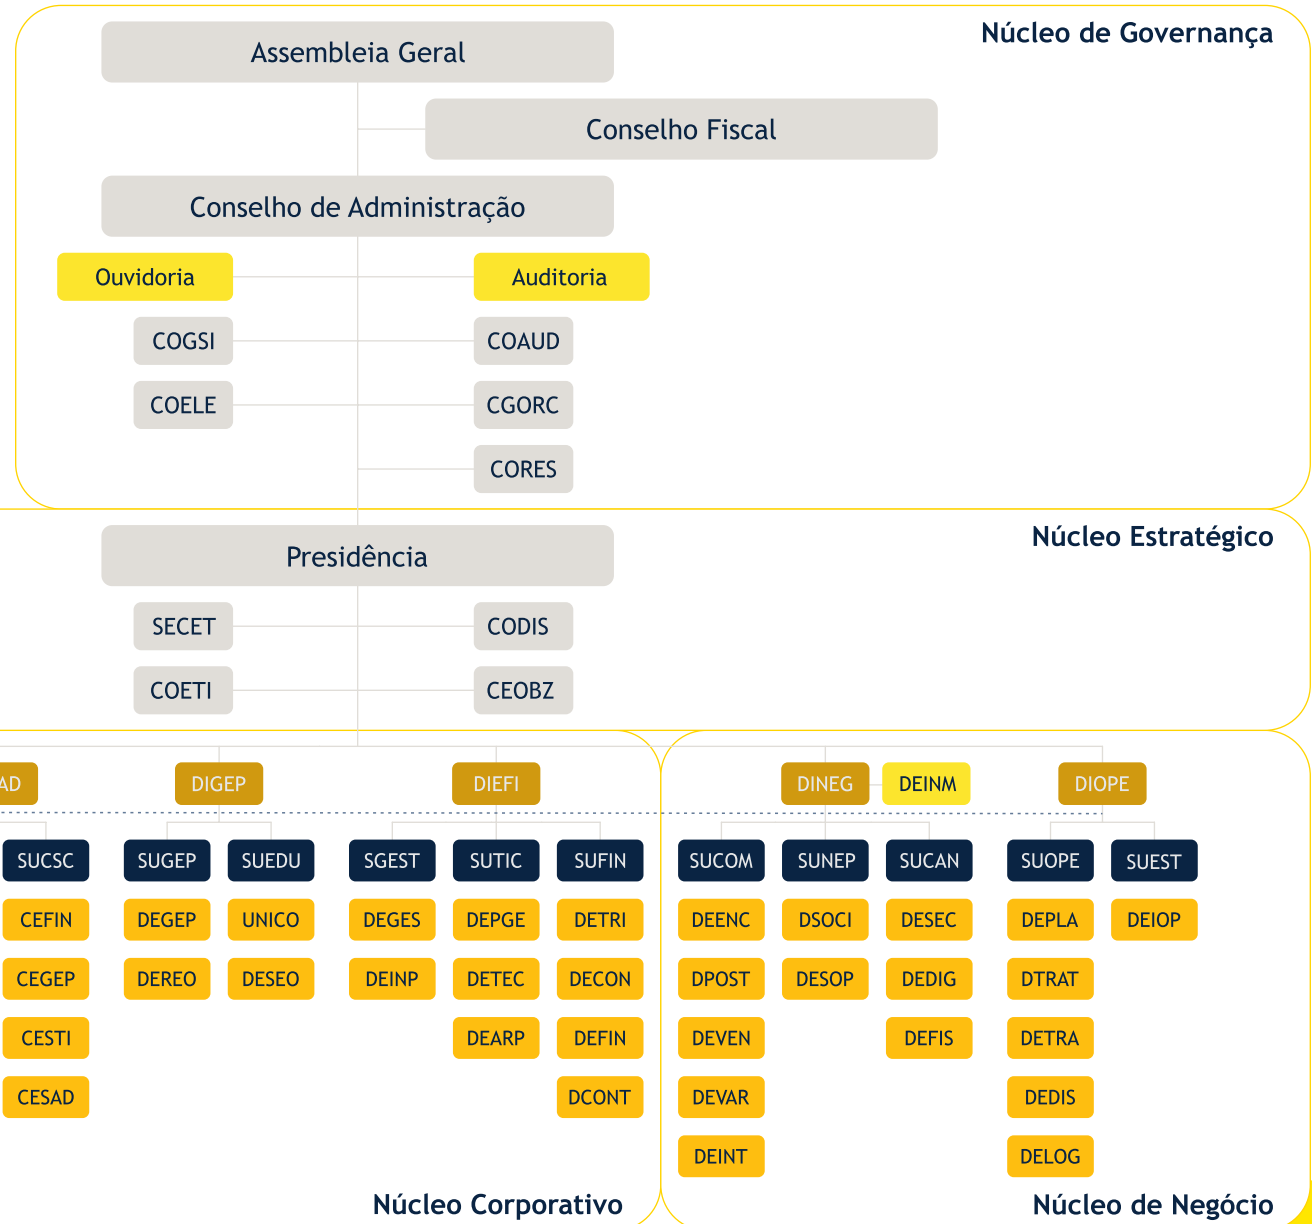 Núcleo de Governança
Assembleia Geral
Conselho Fiscal
Conselho de Administração
Ouvidoria Auditoria
COGSI COAUD
COELE CGORC
CORES
Núcleo Estratégico
Presidência
SECET CODIS
COETI CEOBZ
AD DIGEP DIEFI DINEG DEINM DIOPE
SUCSC SUGEP SUEDU SGEST SUTIC SUFIN SUCOM SUNEP SUCAN SUOPE SUEST
CEFIN DEGEP UNICO DEGES DEPGE DETRI DEENC DSOCI DESEC DEPLA DEIOP
CEGEP DEREO DESEO DEINP DETEC DECON DPOST DESOP DEDIG DTRAT
CESTI DEARP DEFIN DEVEN DEFIS DETRA
CESAD DCONT DEVAR DEDIS
DEINT DELOG
Núcleo Corporativo Núcleo de Negócio